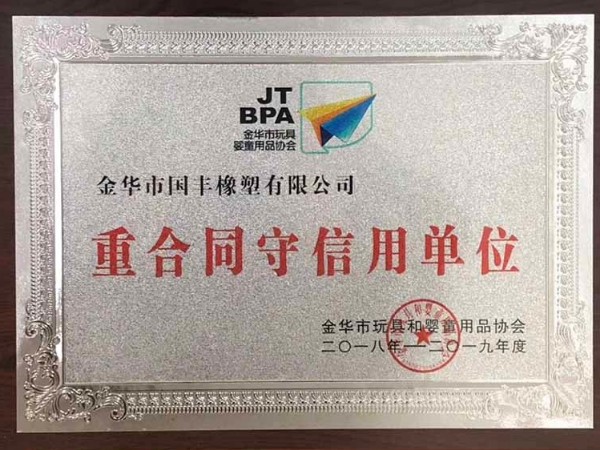 JT
BPA
金华市玩具
婴童用品协会
金华市国丰橡塑有限公司
重合同守信用单位
金华市玩具和婴童用品协会
二〇一八年——二〇一九年度